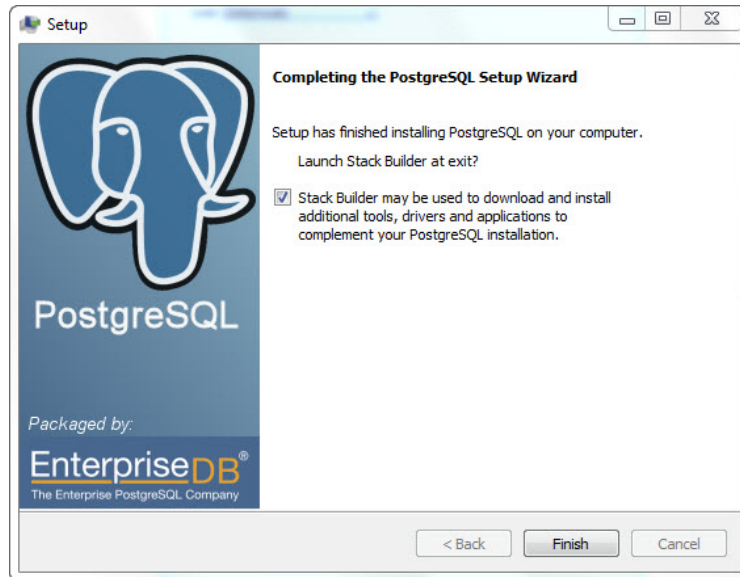 Setup
Completing the PostgreSQL Setup Wizard
Setup has finished installing PostgreSQL on your computer.
Launch Stack Builder at exit?
Stack Builder may be used to download and install
additional tools, drivers and applications to
complement your PostgreSQL installation.
PostgreSQL
Packaged by:
EnterpriseDB®
The Enterprise PostgreSQL Company
< Back
Finish
Cancel